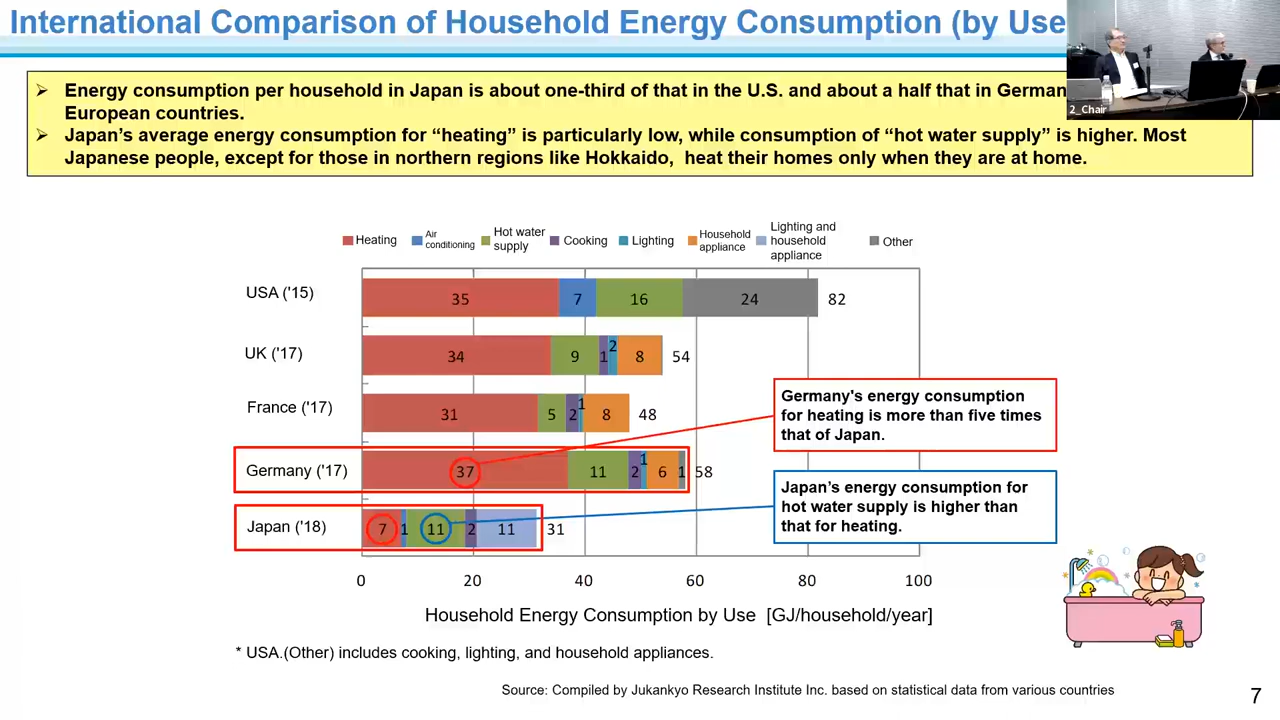 International Comparison of Household Energy Consumption (by Use
➢ Energy consumption per household in Japan is about one-third of that in the U.S. and about a half that in
European countries.
➢ Japan's average energy consumption for “heating” is particularly low, while consumption of “hot water supply” is higher. Most
Japanese people, except for those in northern regions like Hokkaido, heat their homes only when they are at home.
2_Chair
Heating
Air
conditioning
Hot water
supply
Cooking
Lighting
Household
appliance
Lighting and
household
appliance
Other
USA ('15) 35 7 16 24 82
UK ('17) 34 9 1 2 8 54
France ('17) 31 5 2 1 8 48
Germany ('17) 37 11 2 1 6 1 58
Japan ('18) 7 1 11 2 11 31
Germany's energy consumption
for heating is more than five times
that of Japan.
Japan's energy consumption for
hot water supply is higher than
that for heating.
0 20 40 60 80 100
Household Energy Consumption by Use [GJ/household/year]
* USA.(Other) includes cooking, lighting, and household appliances.
Source: Compiled by Jukankyo Research Institute Inc. based on statistical data from various countries
7